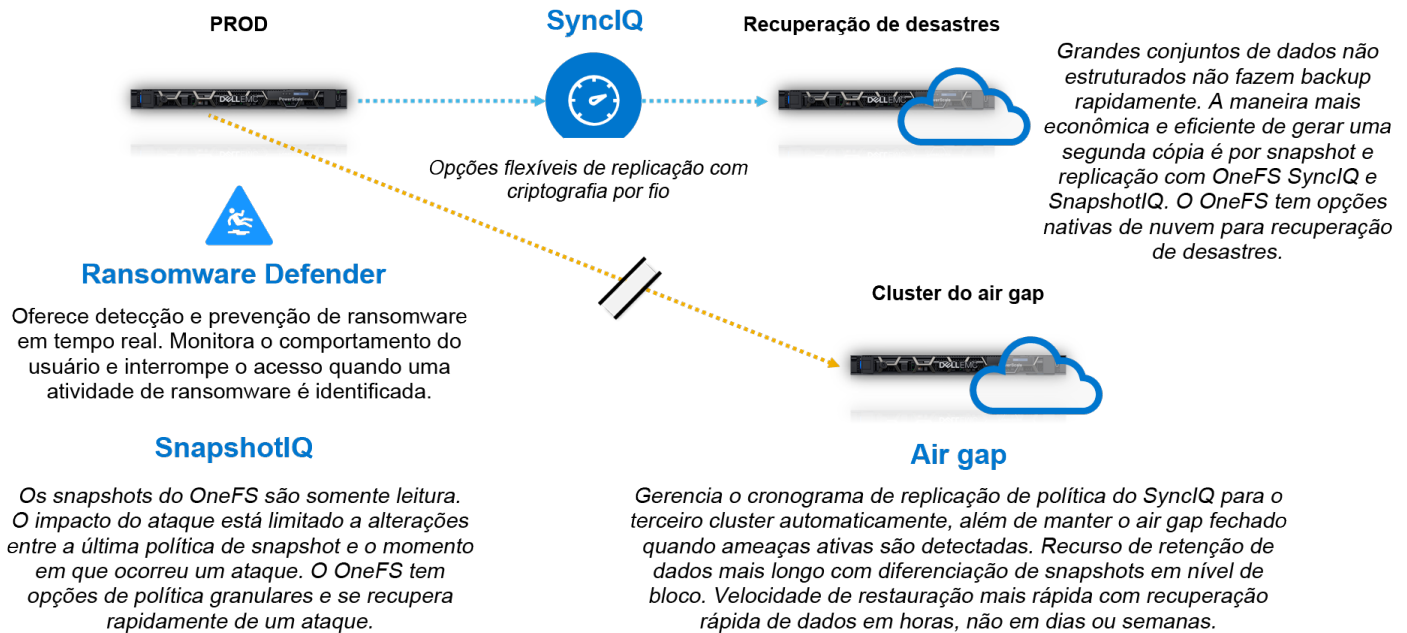 PROD
SyncIQ
Recuperação de desastres
DELLEMC PowerScale
DELLEMC
Opções flexíveis de replicação com
criptografia por fio
Grandes conjuntos de dados não
estruturados não fazem backup
rapidamente. A maneira mais
econômica e eficiente de gerar uma
segunda cópia é por snapshot e
replicação com OneFS SyncIQ e
SnapshotIQ. O OneFS tem opções
nativas de nuvem para recuperação
de desastres.
Ransomware Defender
Oferece detecção e prevenção de ransomware
em tempo real. Monitora o comportamento do
usuário e interrompe o acesso quando uma
atividade de ransomware é identificada.
Cluster do air gap
DELLEMC
SnapshotIQ
Os snapshots do OneFS são somente leitura.
O impacto do ataque está limitado a alterações
entre a última política de snapshot e o momento
em que ocorreu um ataque. O OneFS tem
opções de política granulares e se recupera
rapidamente de um ataque.
Air gap
Gerencia o cronograma de replicação de política do SyncIQ para o
terceiro cluster automaticamente, além de manter o air gap fechado
quando ameaças ativas são detectadas. Recurso de retenção de
dados mais longo com diferenciação de snapshots em nível de
bloco. Velocidade de restauração mais rápida com recuperação
rápida de dados em horas, não em dias ou semanas.